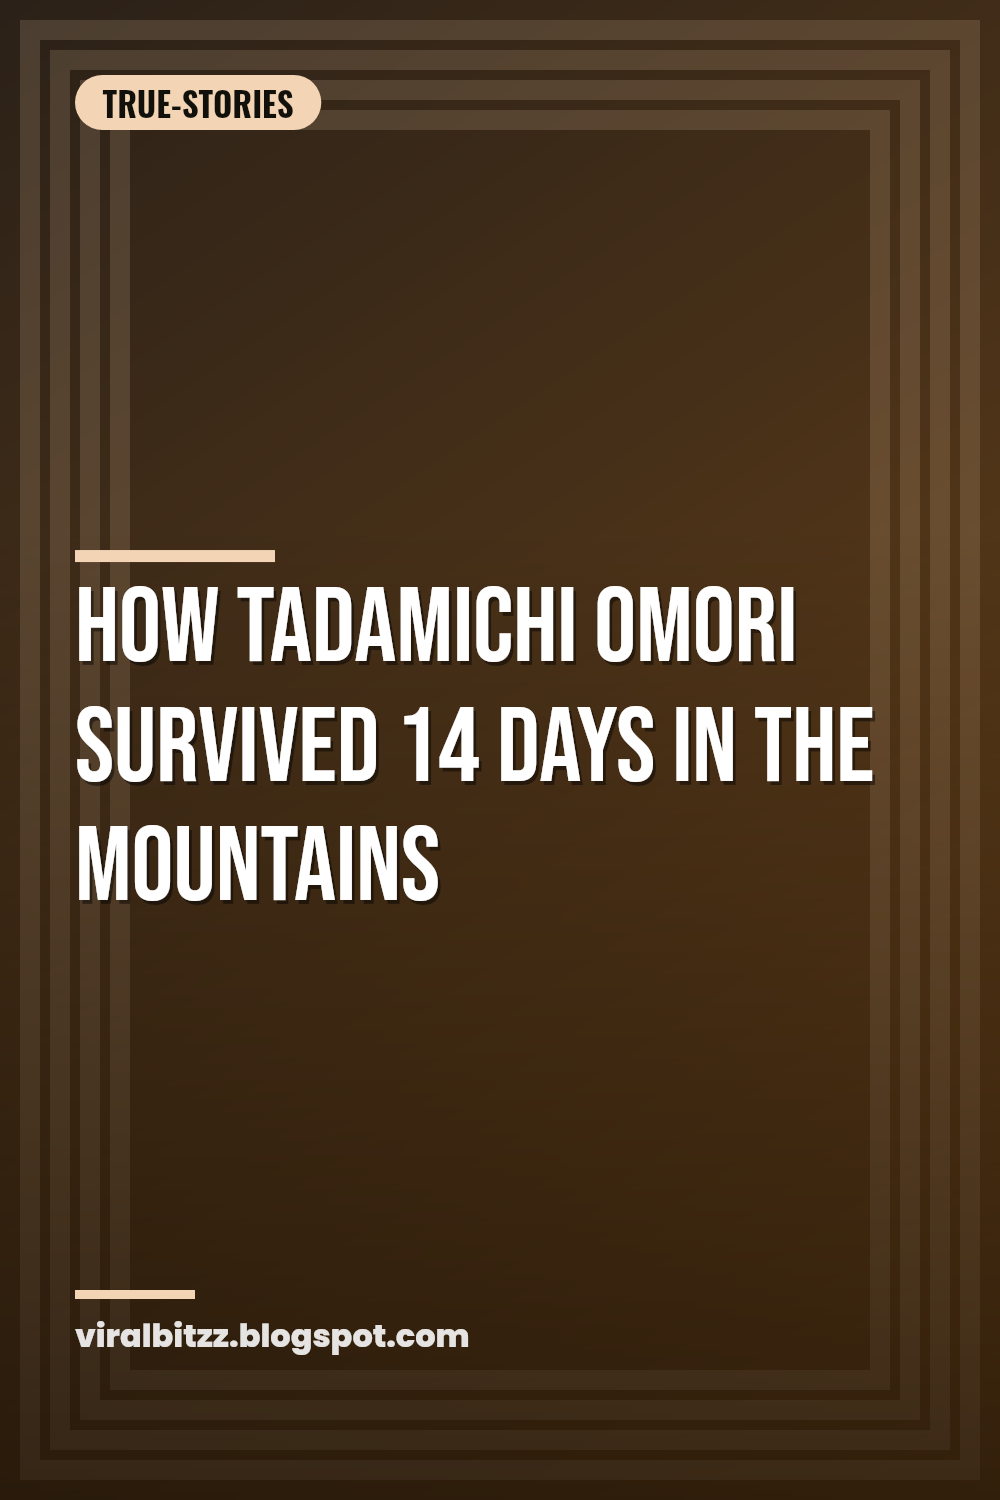 TRUE-STORIES
HOW TADAMICHI OMORI
SURVIVED 14 DAYS IN THE
MOUNTAINS
viralbitzz.blogspot.com